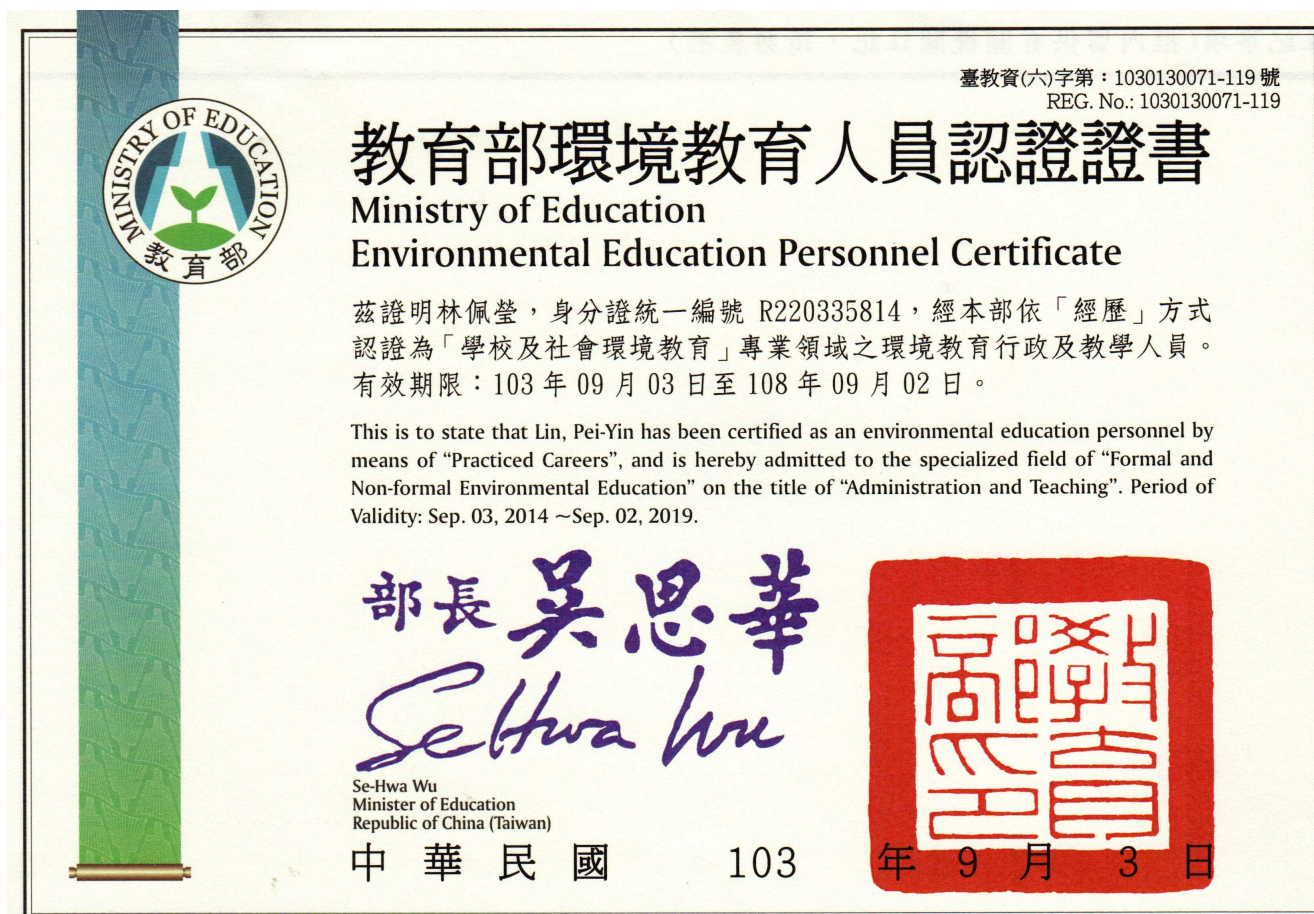 臺教資(六)字第：1030130071-119 號
REG. No.: 1030130071-119
MINISTRY OF EDUCATION
教育部
教育部環境教育人員認證證書
Ministry of Education
Environmental Education Personnel Certificate
茲證明林佩瑩，身分證統一編號 R220335814，經本部依「經歷」方式
認證為「學校及社會環境教育」專業領域之環境教育行政及教學人員。
有效期限：103 年 09 月 03 日至 108 年 09 月 02 日。
This is to state that Lin, Pei-Yin has been certified as an environmental education personnel by
means of “Practiced Careers”, and is hereby admitted to the specialized field of “Formal and
Non-formal Environmental Education” on the title of “Administration and Teaching”. Period of
Validity: Sep. 03, 2014 ~Sep. 02, 2019.
部長 吳思華
SeHwa Wu
Se-Hwa Wu
Minister of Education
Republic of China (Taiwan)
教育部印
中華民國 103 年 9 月 3 日